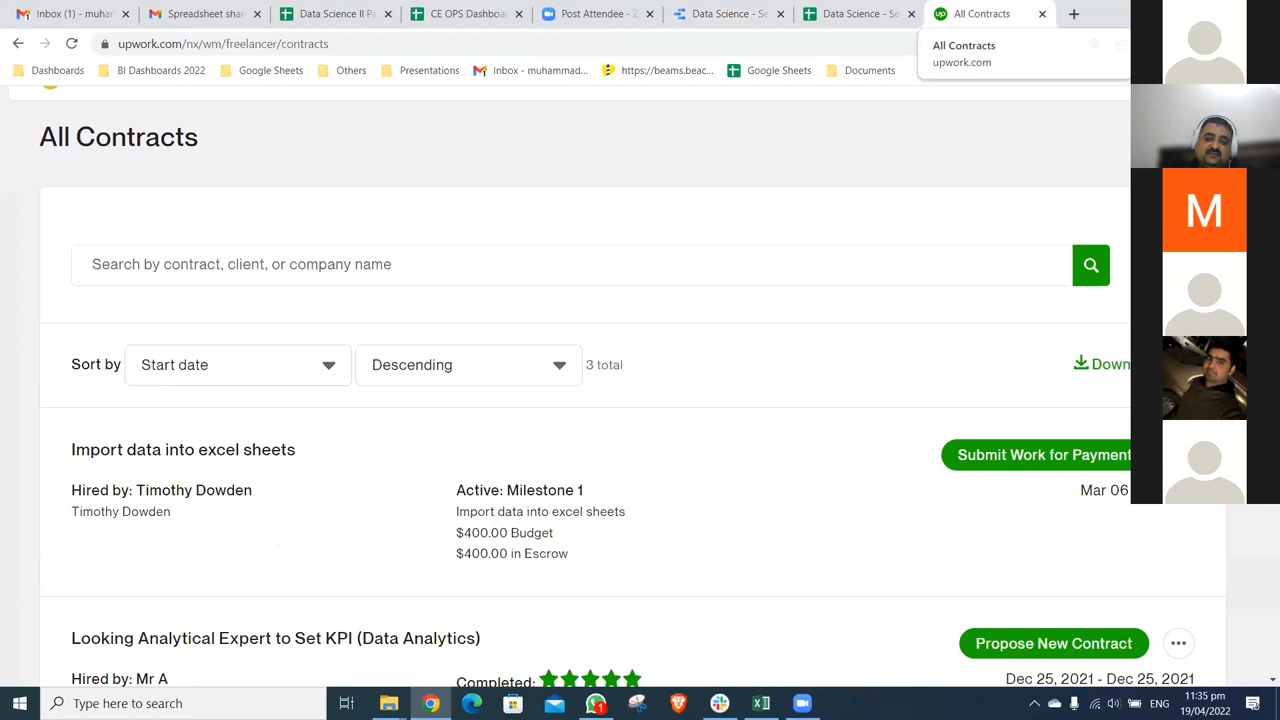 Inbox (1) - muhar
Spreadsheet sharin
Data Science II Pa
CE CS Dashboard
Post Attendee - Z
Data Science - Se
Data Science - Se
All Contracts
upwork.com/nx/wm/freelancer/contracts
All Contracts
upwork.com
Dashboards
BI Dashboards 2022
Google Sheets
Others
Presentations
Inbox - muhammad...
https://beams.beac...
Google Sheets
Documents
All Contracts
Search by contract, client, or company name
Sort by Start date Descending 3 total Down
Import data into excel sheets
Submit Work for Payment
Hired by: Timothy Dowden Active: Milestone 1 Mar 06
Timothy Dowden Import data into excel sheets
$400.00 Budget
$400.00 in Escrow
Looking Analytical Expert to Set KPI (Data Analytics)
Propose New Contract
Hired by: Mr A Completed: Dec 25, 2021 - Dec 25, 2021
M
Type here to search
1
ENG
11:35 pm
19/04/2022